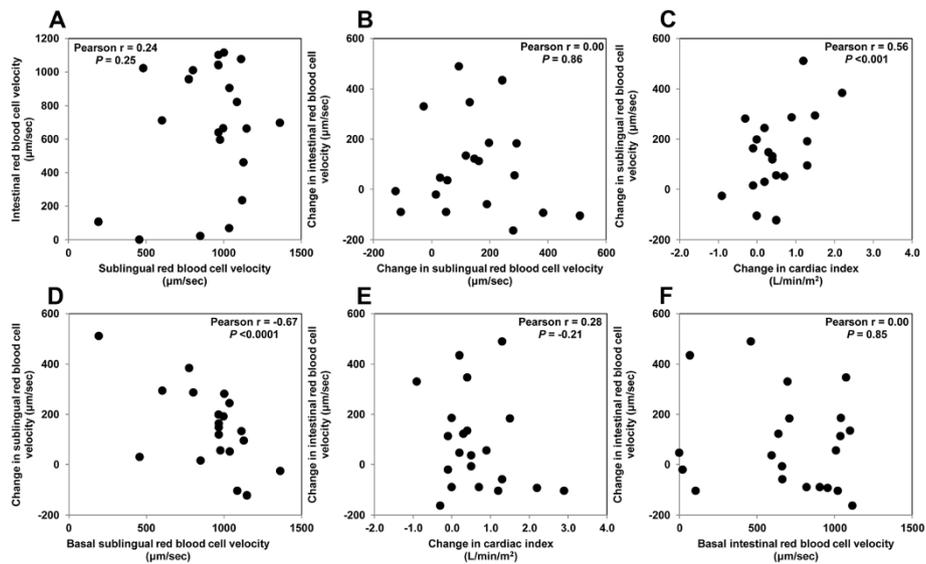 A
Pearson r = 0.24
P = 0.25
1200
1000
800
600
400
200
0
0
500
1000
1500
Intestinal red blood cell velocity
(µm/sec)
Sublingual red blood cell velocity
(µm/sec)
B
Pearson r = 0.00
P = 0.86
600
400
200
0
-200
-200
0
200
400
600
Change in intestinal red blood cell
velocity (µm/sec)
Change in sublingual red blood cell velocity
(µm/sec)
C
Pearson r = 0.56
P <0.001
600
400
200
0
-200
-2.0
-1.0
0.0
1.0
2.0
3.0
4.0
Change in sublingual red blood cell
velocity (µm/sec)
Change in cardiac index
(L/min/m²)
D
Pearson r = -0.67
P <0.0001
600
400
200
0
-200
0
500
1000
1500
Change in sublingual red blood cell
velocity (µm/sec)
Basal sublingual red blood cell velocity
(µm/sec)
E
Pearson r = 0.28
P = -0.21
600
400
200
0
-200
-2.0
-1.0
0.0
1.0
2.0
3.0
4.0
Change in intestinal red blood cell
velocity (µm/sec)
Change in cardiac index
(L/min/m²)
F
Pearson r = 0.00
P = 0.85
600
400
200
0
-200
0
500
1000
1500
Change in intestinal red blood cell
velocity (µm/sec)
Basal intestinal red blood cell velocity
(µm/sec)